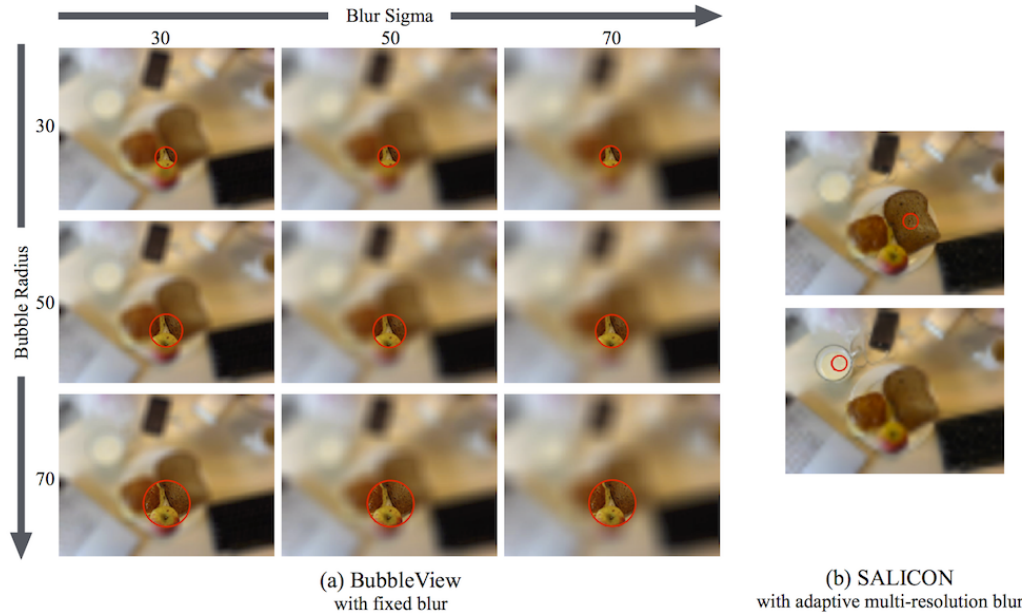 Blur Sigma
30 50 70
30
Bubble Radius
50
70
(a) BubbleView
with fixed blur
(b) SALICON
with adaptive multi-resolution blur